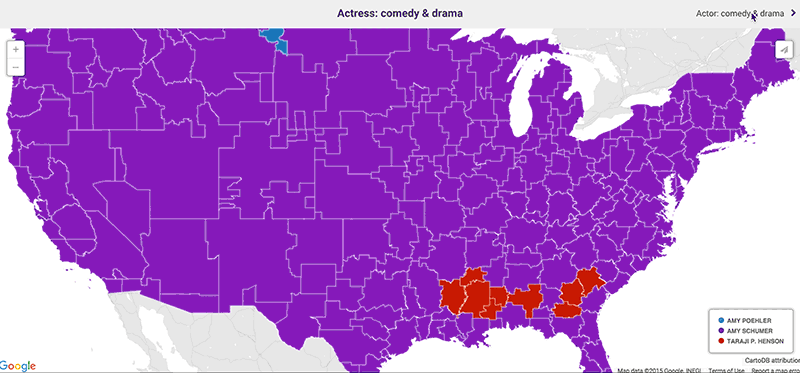 Actress: comedy & drama
Actor: comedy & drama
+
−
AMY POEHLER
AMY SCHUMER
TARAJI P. HENSON
CartoDB attribution
Google
Map data ©2015 Google, INEGI
Terms of Use
Report a map error